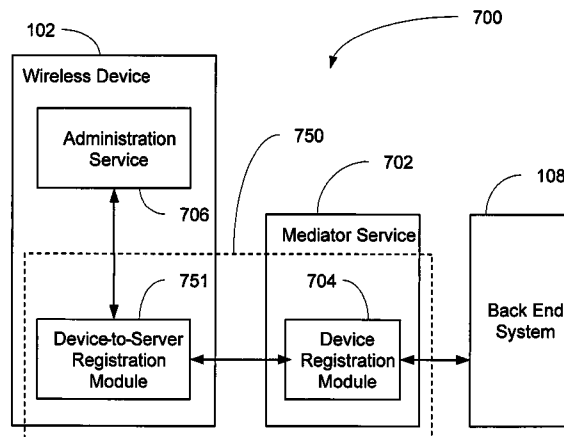 700
102
Wireless Device
Administration
Service
706
750
702
108
Mediator Service
751
704
Device-to-Server
Registration
Module
Device
Registration
Module
Back End
System